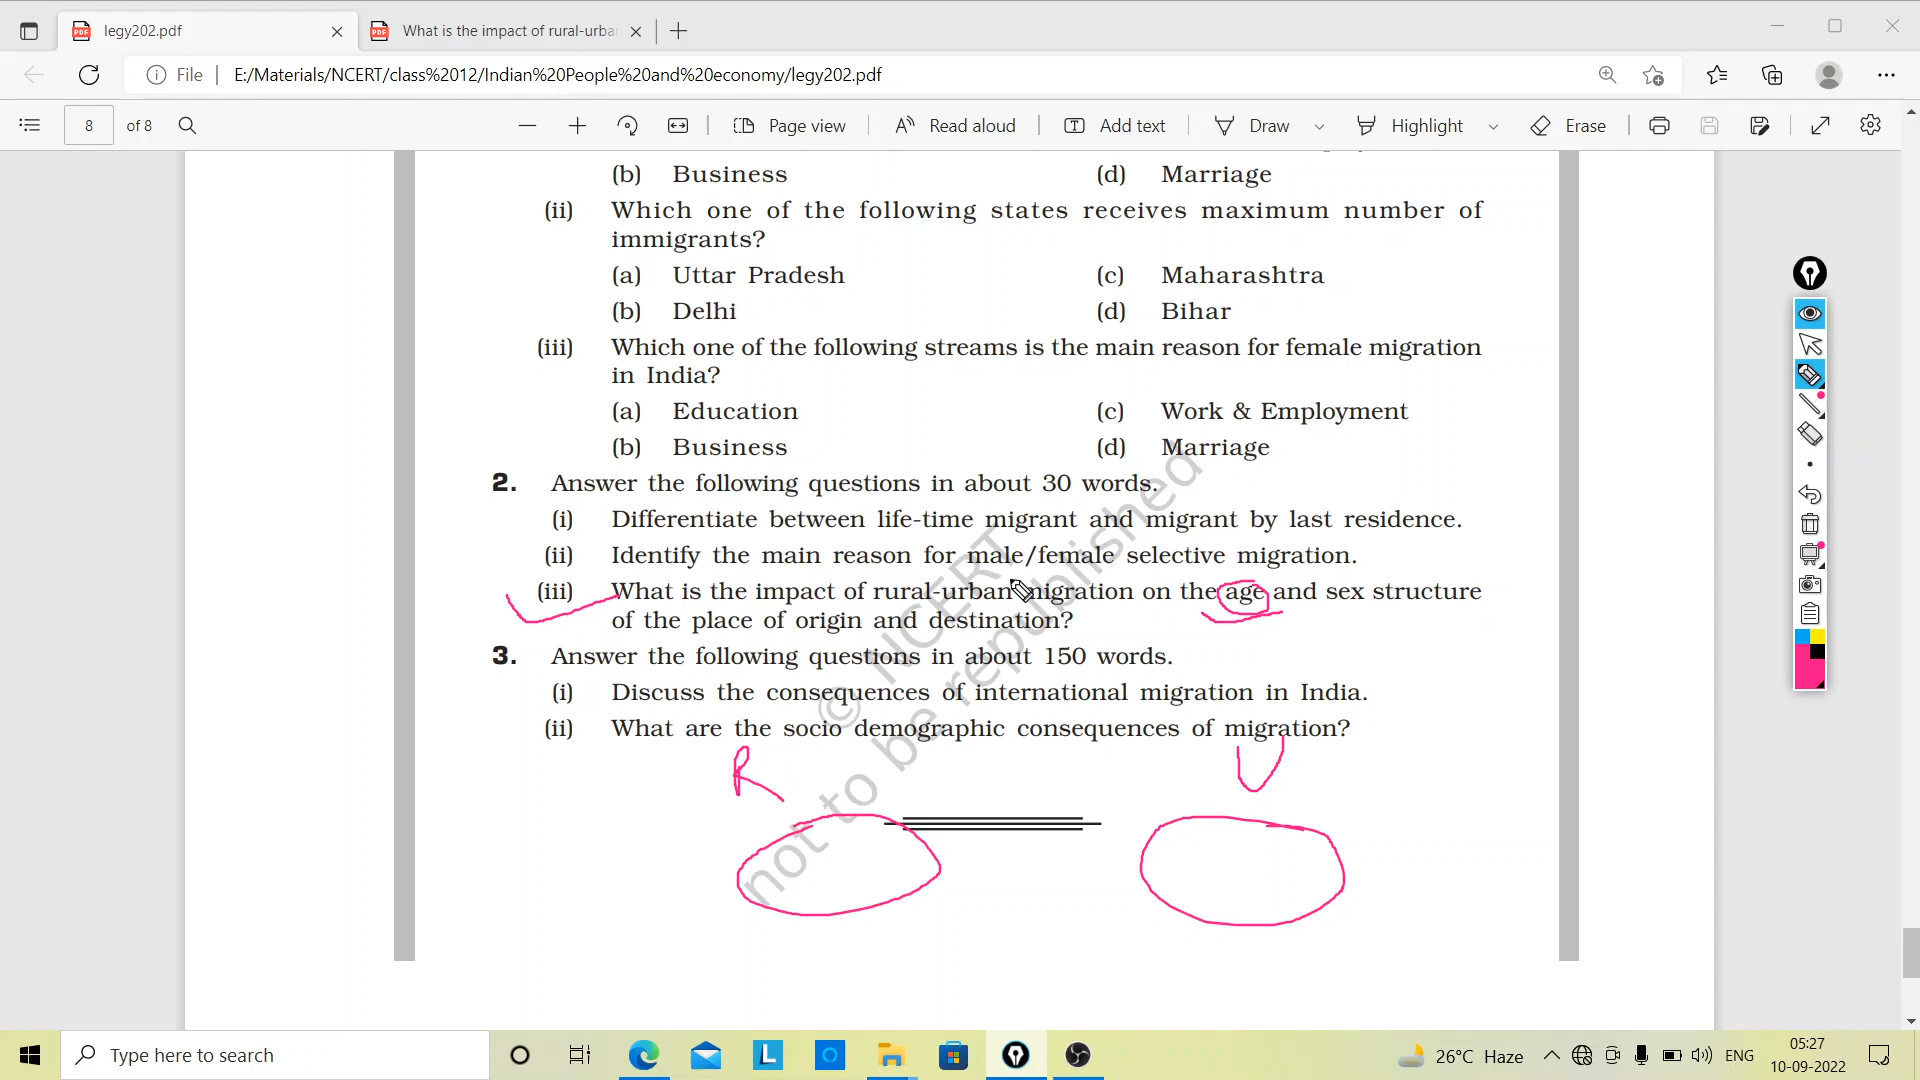 legy202.pdf
What is the impact of rural-urba
File
E:/Materials/NCERT/class%2012/Indian%20People%20and%20economy/legy202.pdf
8 of 8
Page view
Read aloud
Add text
Draw
Highlight
Erase
(b) Business (d) Marriage
(ii) Which one of the following states receives maximum number of
immigrants?
(a) Uttar Pradesh (c) Maharashtra
(b) Delhi (d) Bihar
(iii) Which one of the following streams is the main reason for female migration
in India?
(a) Education (c) Work & Employment
(b) Business (d) Marriage
2. Answer the following questions in about 30 words.
(i) Differentiate between life-time migrant and migrant by last residence.
(ii) Identify the main reason for male/female selective migration.
(iii) What is the impact of rural-urban migration on the age and sex structure
of the place of origin and destination?
3. Answer the following questions in about 150 words.
(i) Discuss the consequences of international migration in India.
(ii) What are the socio demographic consequences of migration?
© NCERT
not to be republished
R U
Type here to search
26°C Haze
ENG
05:27
10-09-2022